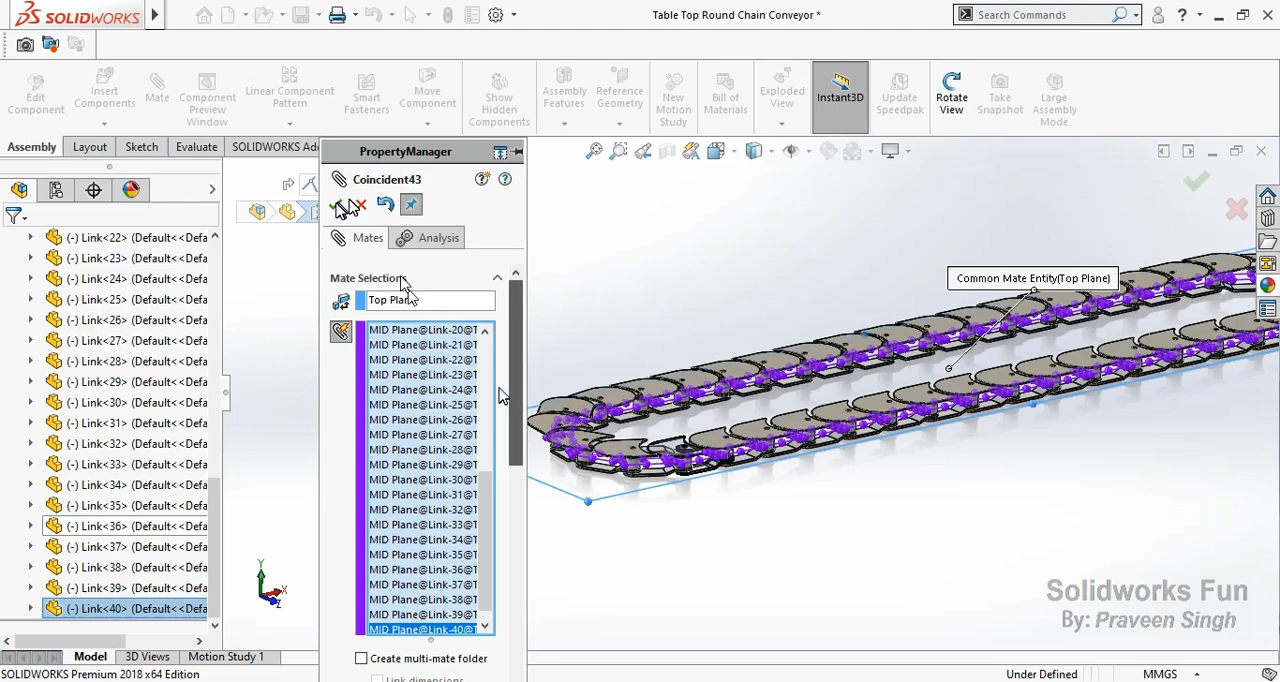 SOLIDWORKS
Table Top Round Chain Conveyor *
Search Commands
Edit Component
Insert Components
Mate
Component Preview Window
Linear Component Pattern
Smart Fasteners
Move Component
Show Hidden Components
Assembly Features
Reference Geometry
New Motion Study
Bill of Materials
Exploded View
Instant3D
Update Speedpak
Rotate View
Take Snapshot
Large Assembly Mode
Assembly
Layout
Sketch
Evaluate
SOLIDWORKS Add
PropertyManager
Coincident43
Mates
Analysis
Mate Selections
Top Plane
MID Plane@Link-20@T
MID Plane@Link-21@T
MID Plane@Link-22@T
MID Plane@Link-23@T
MID Plane@Link-24@T
MID Plane@Link-25@T
MID Plane@Link-26@T
MID Plane@Link-27@T
MID Plane@Link-28@T
MID Plane@Link-29@T
MID Plane@Link-30@T
MID Plane@Link-31@T
MID Plane@Link-32@T
MID Plane@Link-33@T
MID Plane@Link-34@T
MID Plane@Link-35@T
MID Plane@Link-36@T
MID Plane@Link-37@T
MID Plane@Link-38@T
MID Plane@Link-39@T
MID Plane@Link-40@T
Create multi-mate folder
Link dimensions
(-) Link<22> (Default<<Defa
(-) Link<23> (Default<<Defa
(-) Link<24> (Default<<Defa
(-) Link<25> (Default<<Defa
(-) Link<26> (Default<<Defa
(-) Link<27> (Default<<Defa
(-) Link<28> (Default<<Defa
(-) Link<29> (Default<<Defa
(-) Link<30> (Default<<Defa
(-) Link<31> (Default<<Defa
(-) Link<32> (Default<<Defa
(-) Link<33> (Default<<Defa
(-) Link<34> (Default<<Defa
(-) Link<35> (Default<<Defa
(-) Link<36> (Default<<Defa
(-) Link<37> (Default<<Defa
(-) Link<38> (Default<<Defa
(-) Link<39> (Default<<Defa
(-) Link<40> (Default<<Defa
Common Mate Entity(Top Plane)
Y
X
Z
Solidworks Fun
By: Praveen Singh
Model
3D Views
Motion Study 1
SOLIDWORKS Premium 2018 x64 Edition
Under Defined
MMGS